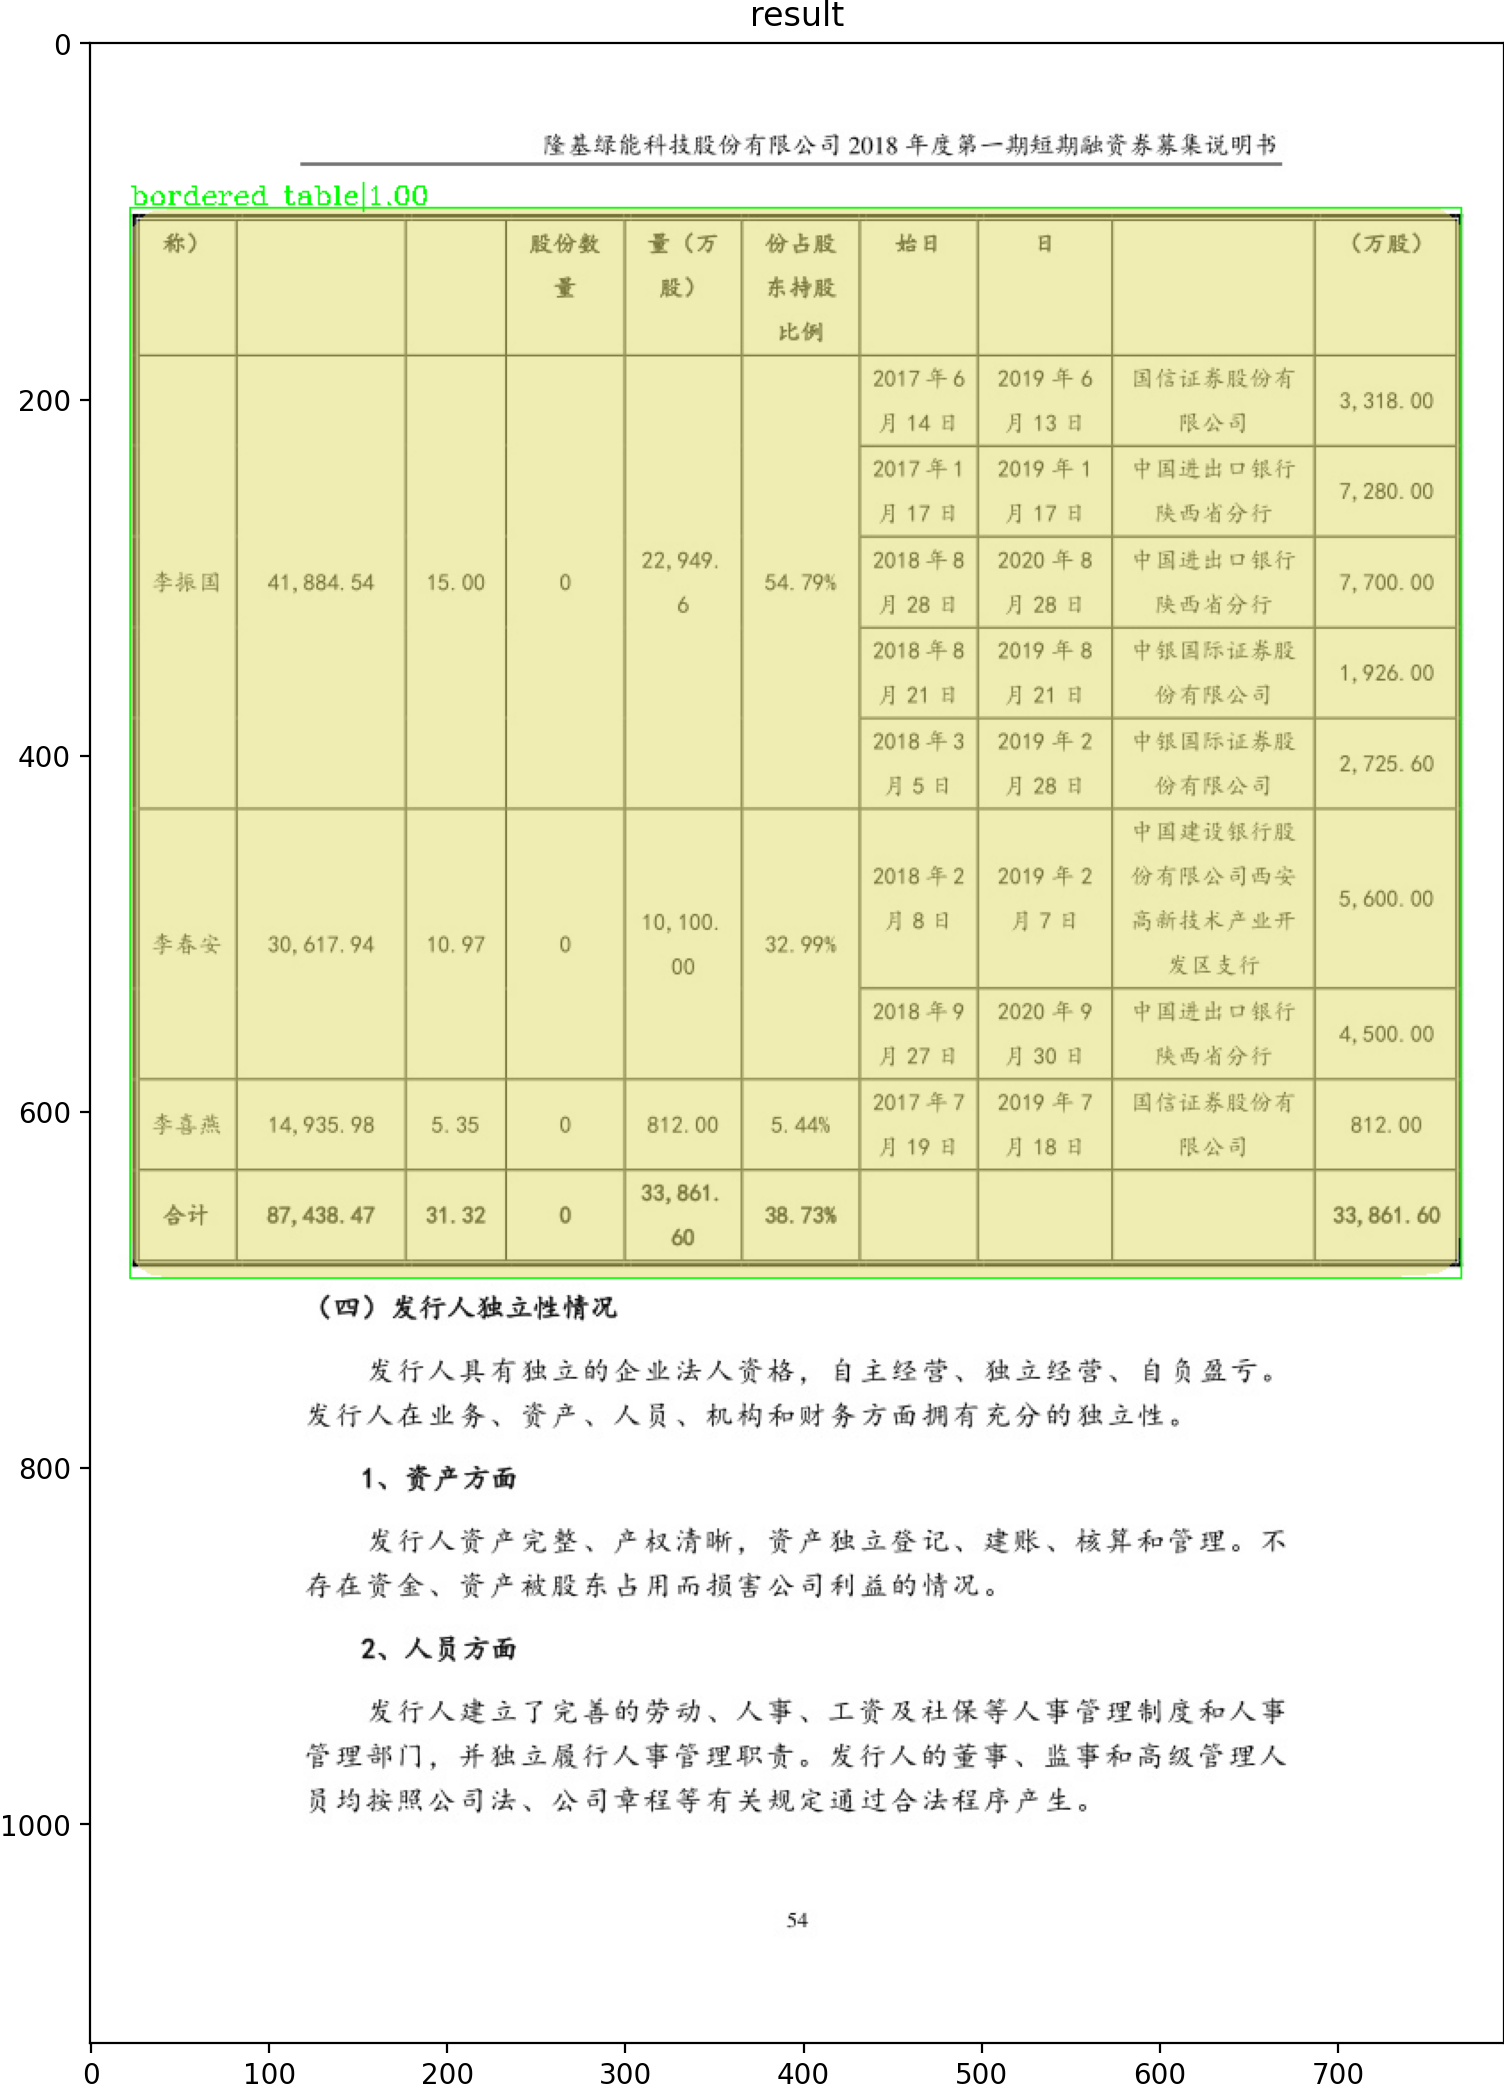 result
隆基绿能科技股份有限公司 2018 年度第一期短期融资券募集说明书
bordered_table|1.00
称） 股份数 量（万 份占股 始日 日 （万股）
量 股） 东持股
比例
2017 年 6 2019 年 6 国信证券股份有
月 14 日 月 13 日 限公司 3,318.00
2017 年 1 2019 年 1 中国进出口银行
月 17 日 月 17 日 陕西省分行 7,280.00
李振国 41,884.54 15.00 0 22,949. 54.79%
6
2018 年 8 2020 年 8 中国进出口银行
月 28 日 月 28 日 陕西省分行 7,700.00
2018 年 8 2019 年 8 中银国际证券股
月 21 日 月 21 日 份有限公司 1,926.00
2018 年 3 2019 年 2 中银国际证券股
月 5 日 月 28 日 份有限公司 2,725.60
李春安 30,617.94 10.97 0 10,100. 32.99%
00
中国建设银行股
2018 年 2 2019 年 2 份有限公司西安
月 8 日 月 7 日 高新技术产业开 5,600.00
发区支行
2018 年 9 2020 年 9 中国进出口银行
月 27 日 月 30 日 陕西省分行 4,500.00
李喜燕 14,935.98 5.35 0 812.00 5.44% 2017 年 7 2019 年 7 国信证券股份有 812.00
月 19 日 月 18 日 限公司
合计 87,438.47 31.32 0 33,861. 38.73% 33,861.60
60
（四）发行人独立性情况
发行人具有独立的企业法人资格，自主经营、独立经营、自负盈亏。
发行人在业务、资产、人员、机构和财务方面拥有充分的独立性。
1、资产方面
发行人资产完整、产权清晰，资产独立登记、建账、核算和管理。不
存在资金、资产被股东占用而损害公司利益的情况。
2、人员方面
发行人建立了完善的劳动、人事、工资及社保等人事管理制度和人事
管理部门，并独立履行人事管理职责。发行人的董事、监事和高级管理人
员均按照公司法、公司章程等有关规定通过合法程序产生。
54
0
200
400
600
800
1000
0 100 200 300 400 500 600 700